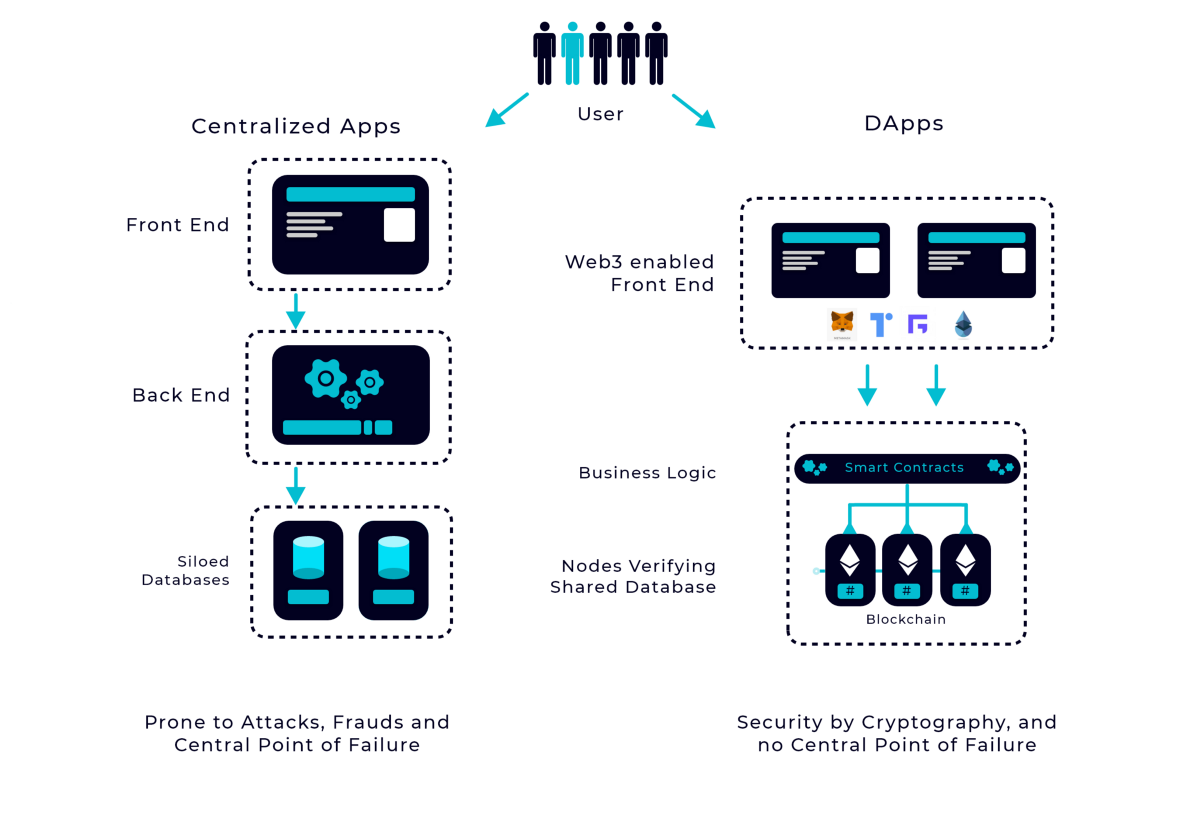 User
Centralized Apps
DApps
Front End
Web3 enabled
Front End
Back End
Business Logic
Smart Contracts
Siloed
Databases
Nodes Verifying
Shared Database
#
#
#
Blockchain
Prone to Attacks, Frauds and
Central Point of Failure
Security by Cryptography, and
no Central Point of Failure